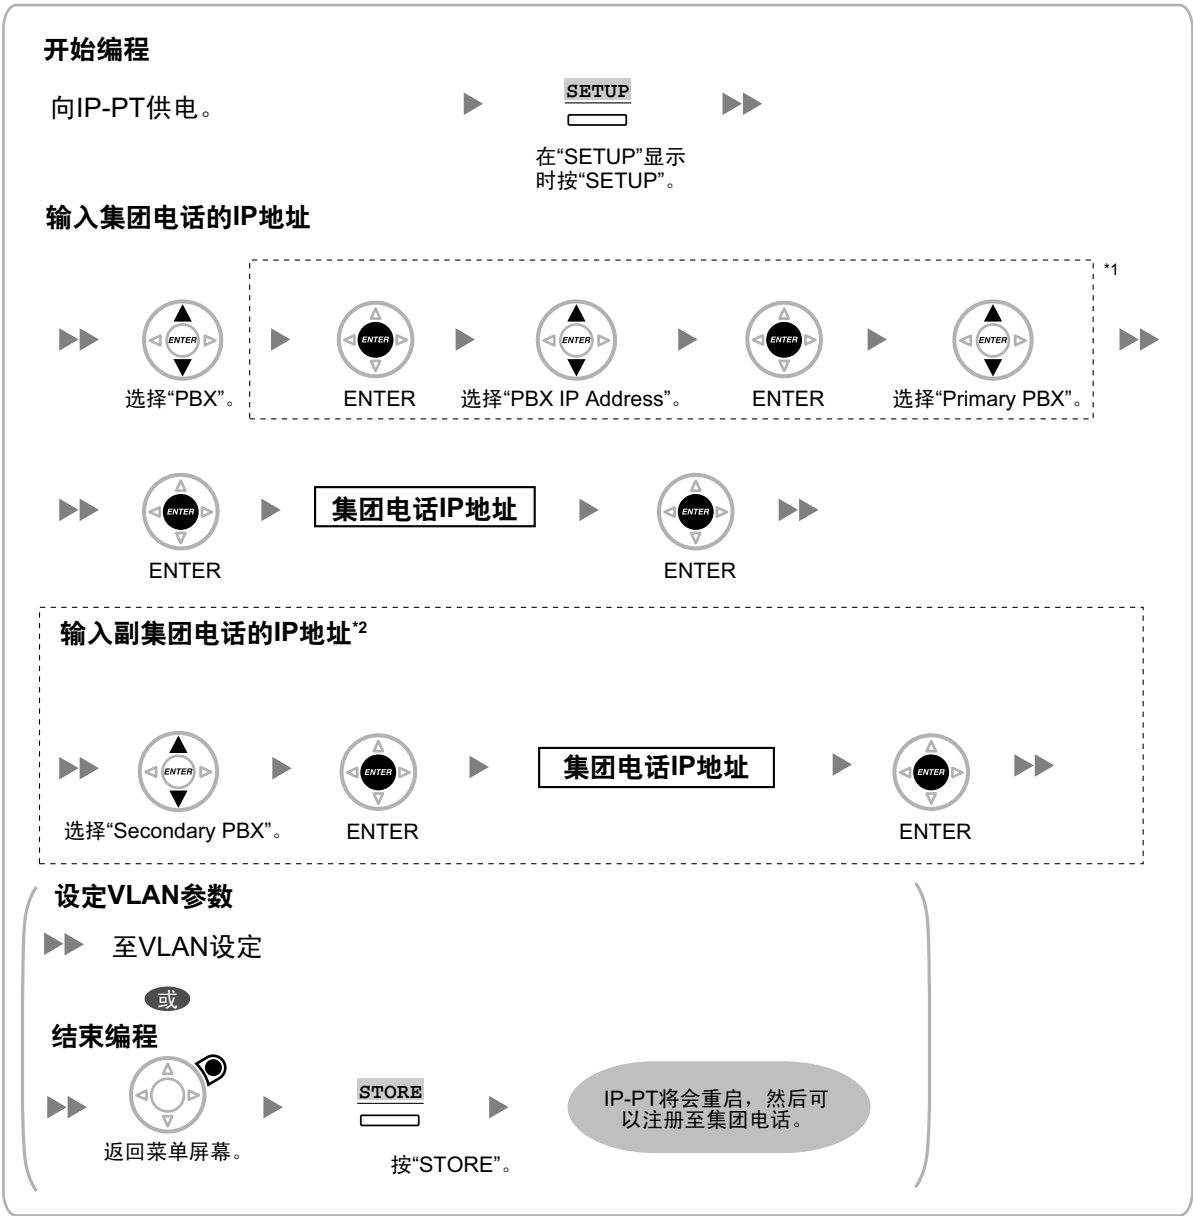 开始编程
向IP-PT供电。
SETUP
在“SETUP”显示
时按“SETUP”。
输入集团电话的IP地址
*1
ENTER
ENTER
ENTER
ENTER
ENTER
选择“PBX”。
ENTER
选择“PBX IP Address”。
ENTER
选择“Primary PBX”。
ENTER
集团电话IP地址
ENTER
ENTER
ENTER
输入副集团电话的IP地址*2
ENTER
ENTER
集团电话IP地址
ENTER
选择“Secondary PBX”。
ENTER
ENTER
设定VLAN参数
至VLAN设定
或
结束编程
STORE
IP-PT将会重启，然后可
以注册至集团电话。
返回菜单屏幕。
按“STORE”。